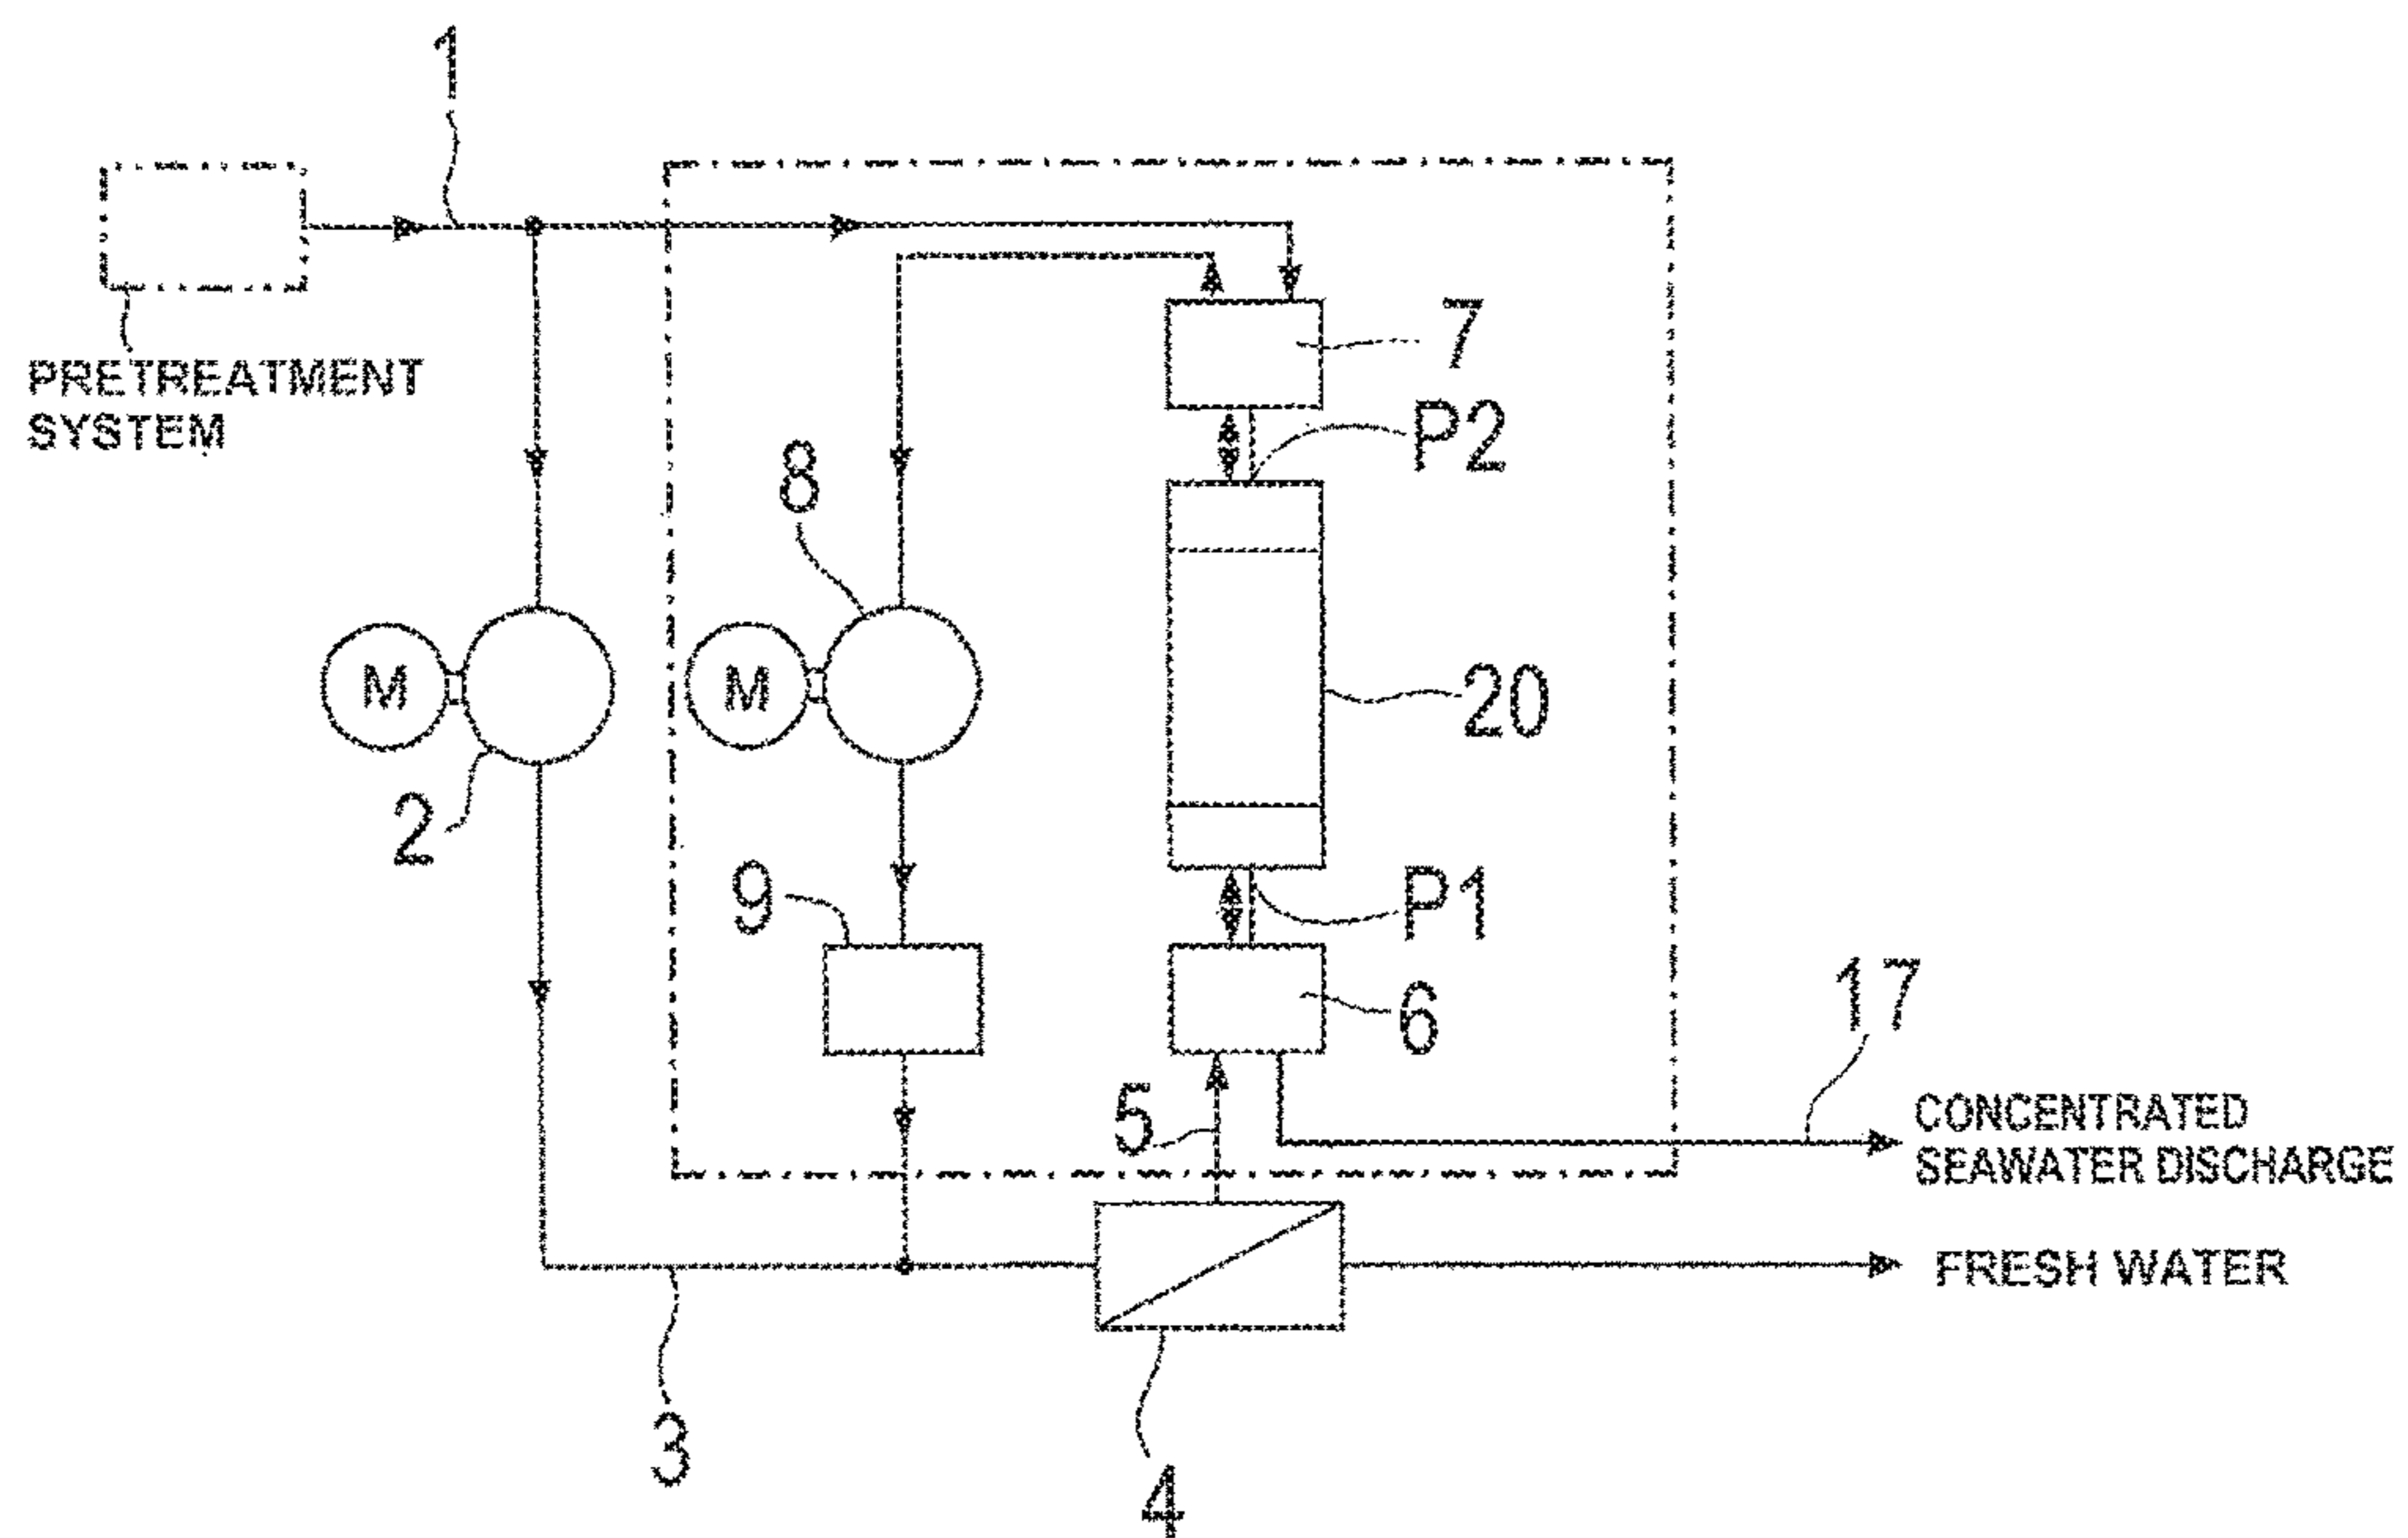 1
PRETREATMENT
SYSTEM
7
P2
8
M
M
20
2
9
P1
6
17
5
CONCENTRATED
SEAWATER DISCHARGE
FRESH WATER
3
4